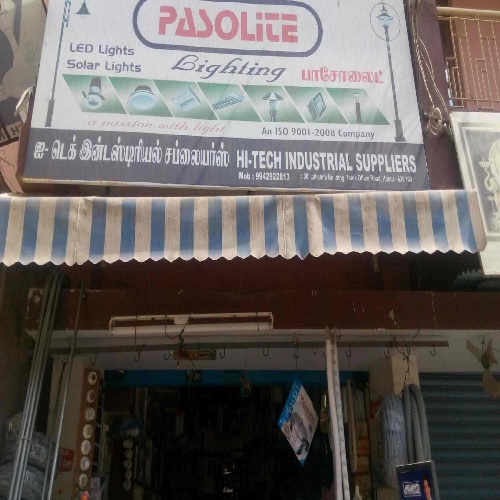 PASOLITE
LED Lights
Solar Lights
Lighting
பாசோலைட்
a passion with light
An ISO 9001-2008 Company
ஐ-டெக் இன்டஸ்டிரியல் சப்ளையர்ஸ் HI-TECH INDUSTRIAL SUPPLIERS
Mob : 9942922813